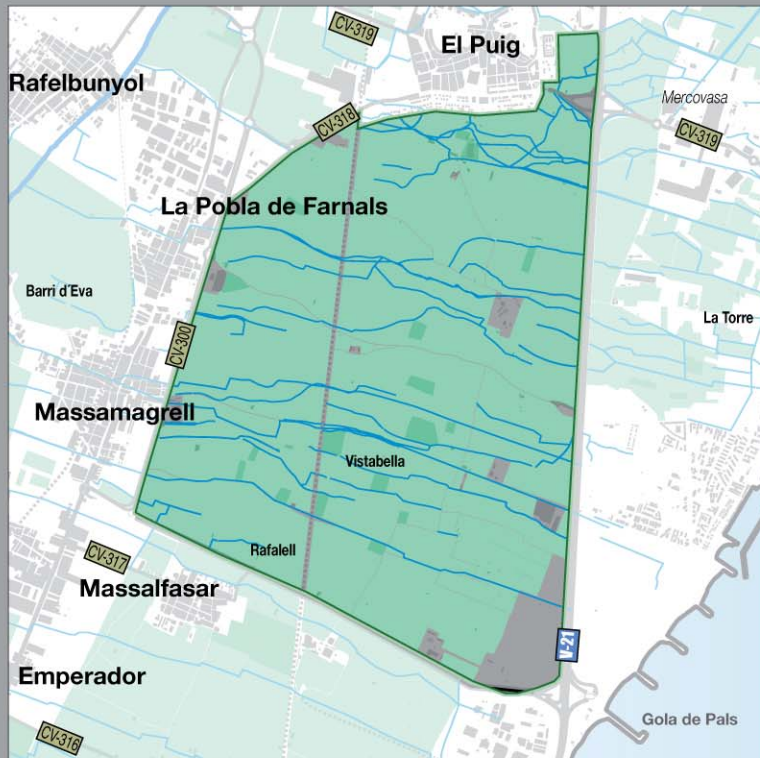 CV-319
El Puig
Rafelbunyol
Mercovasa
CV-318
CV-319
La Pobla de Farnals
Barri d´Eva
La Torre
CV-300
Massamagrell
Vistabella
Rafalell
CV-317
Massalfasar
V-21
Emperador
Gola de Pals
CV-316